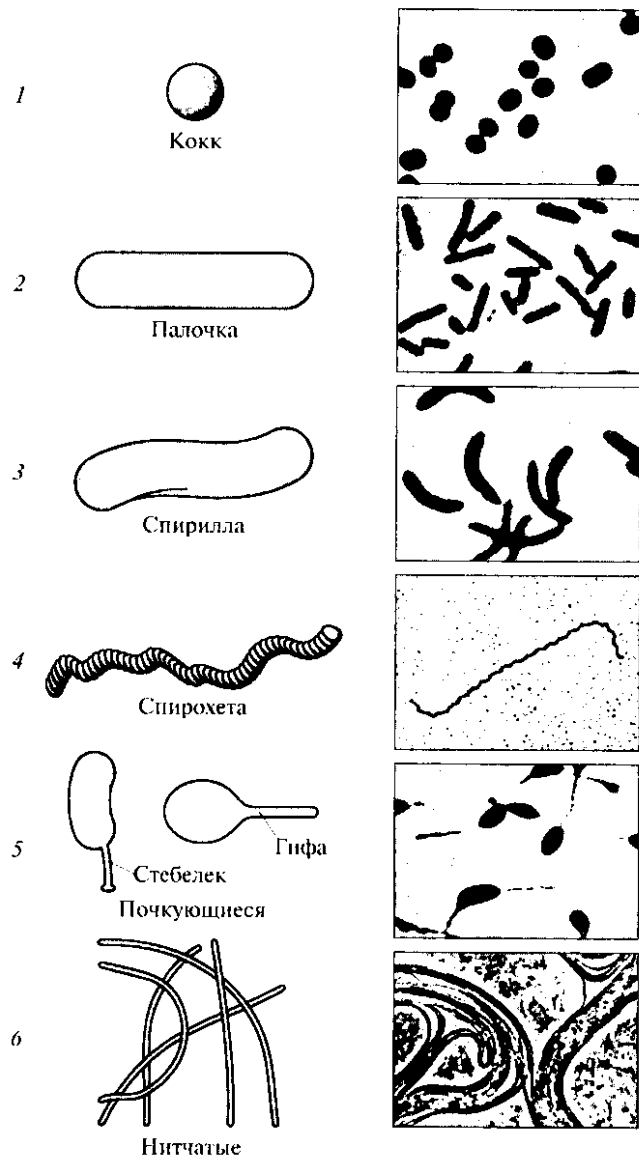 1
Кокк
2
Палочка
3
Спирилла
4
Спирохета
5
Гифа
Стебелек
Почкующиеся
6
Нитчатые